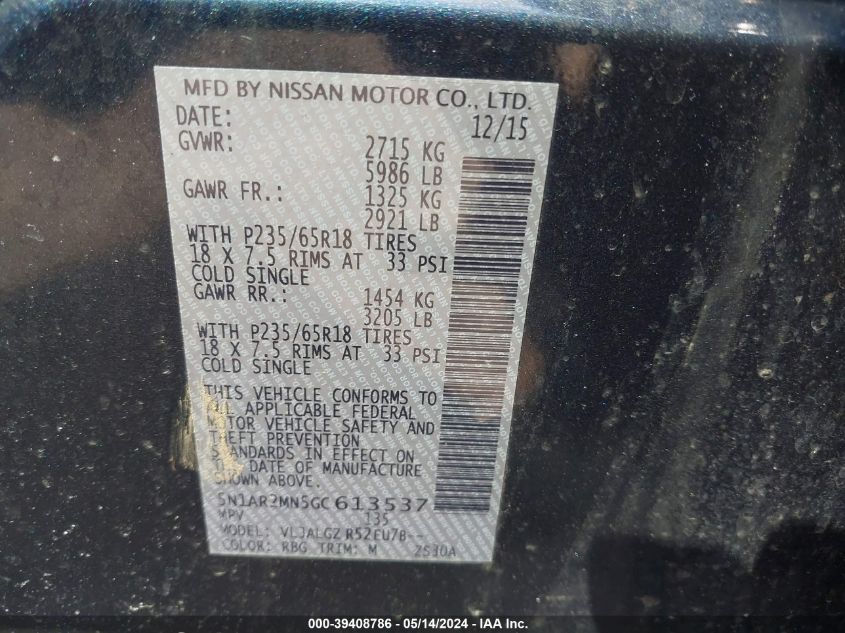 MFD BY NISSAN MOTOR CO., LTD.
DATE: 12/15
GVWR: 2715 KG
5986 LB
GAWR FR.: 1325 KG
2921 LB
WITH P235/65R18 TIRES
18 X 7.5 RIMS AT 33 PSI
COLD SINGLE
GAWR RR.: 1454 KG
3205 LB
WITH P235/65R18 TIRES
18 X 7.5 RIMS AT 33 PSI
COLD SINGLE
THIS VEHICLE CONFORMS TO
ALL APPLICABLE FEDERAL
MOTOR VEHICLE SAFETY AND
THEFT PREVENTION
STANDARDS IN EFFECT ON
THE DATE OF MANUFACTURE
SHOWN ABOVE.
5N1AR2MN5GC613537
MPV 135
MODEL: R52EU7B--
COLOR: RBG TRIM: M 2S30A
000-39408786 - 05/14/2024 - IAA Inc.